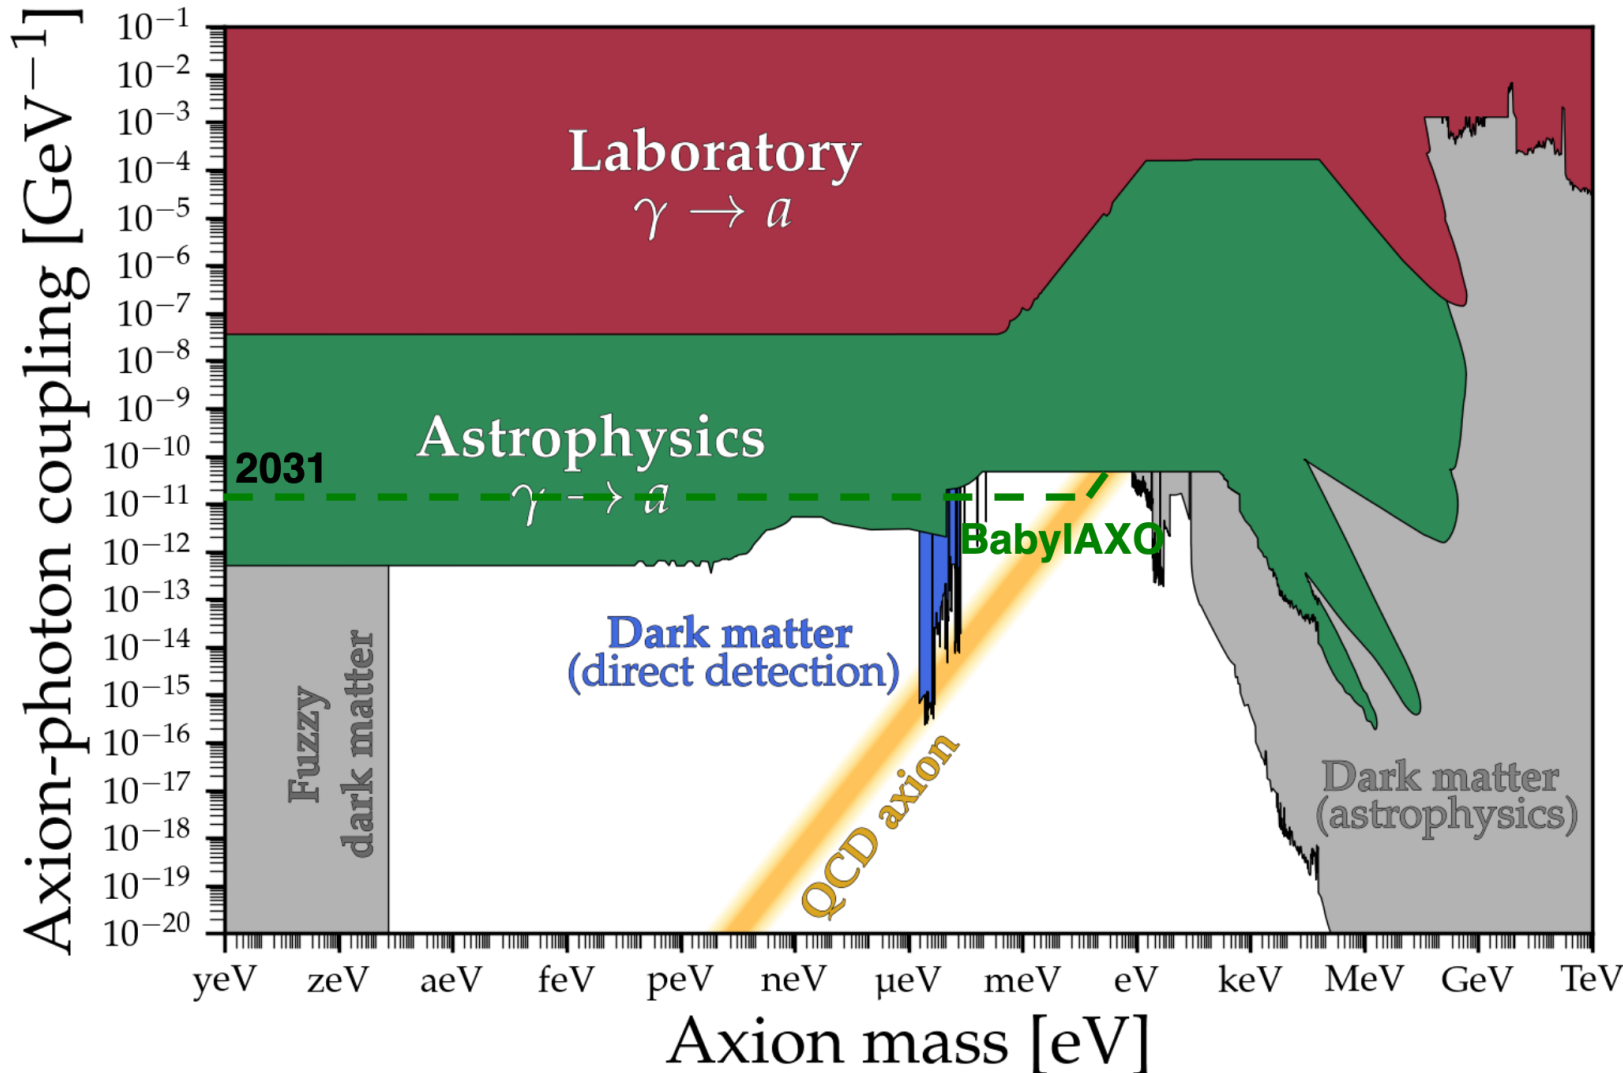 Axion-photon coupling [GeV⁻¹]
10⁻¹
10⁻²
10⁻³
10⁻⁴
10⁻⁵
10⁻⁶
10⁻⁷
10⁻⁸
10⁻⁹
10⁻¹⁰
10⁻¹¹
10⁻¹²
10⁻¹³
10⁻¹⁴
10⁻¹⁵
10⁻¹⁶
10⁻¹⁷
10⁻¹⁸
10⁻¹⁹
10⁻²⁰
Laboratory
γ → a
Astrophysics
γ → a
2031
BabyIAXO
Dark matter
(direct detection)
Fuzzy
dark matter
QCD axion
Dark matter
(astrophysics)
yeV zeV aeV feV peV neV μeV meV eV keV MeV GeV TeV
Axion mass [eV]